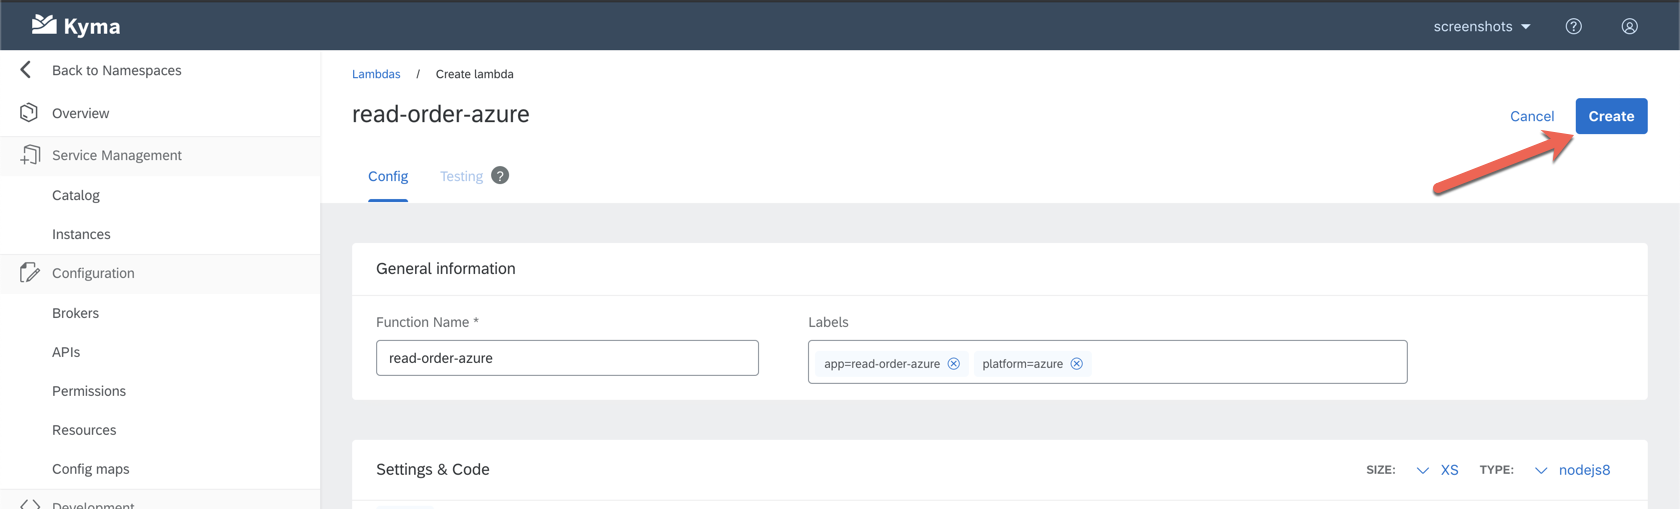 Kyma
screenshots
Back to Namespaces
Overview
Service Management
Catalog
Instances
Configuration
Brokers
APIs
Permissions
Resources
Config maps
Development
Lambdas / Create lambda
read-order-azure
Cancel Create
Config Testing ?
General information
Function Name *
read-order-azure
Labels
app=read-order-azure platform=azure
Settings & Code
SIZE: XS TYPE: nodejs8